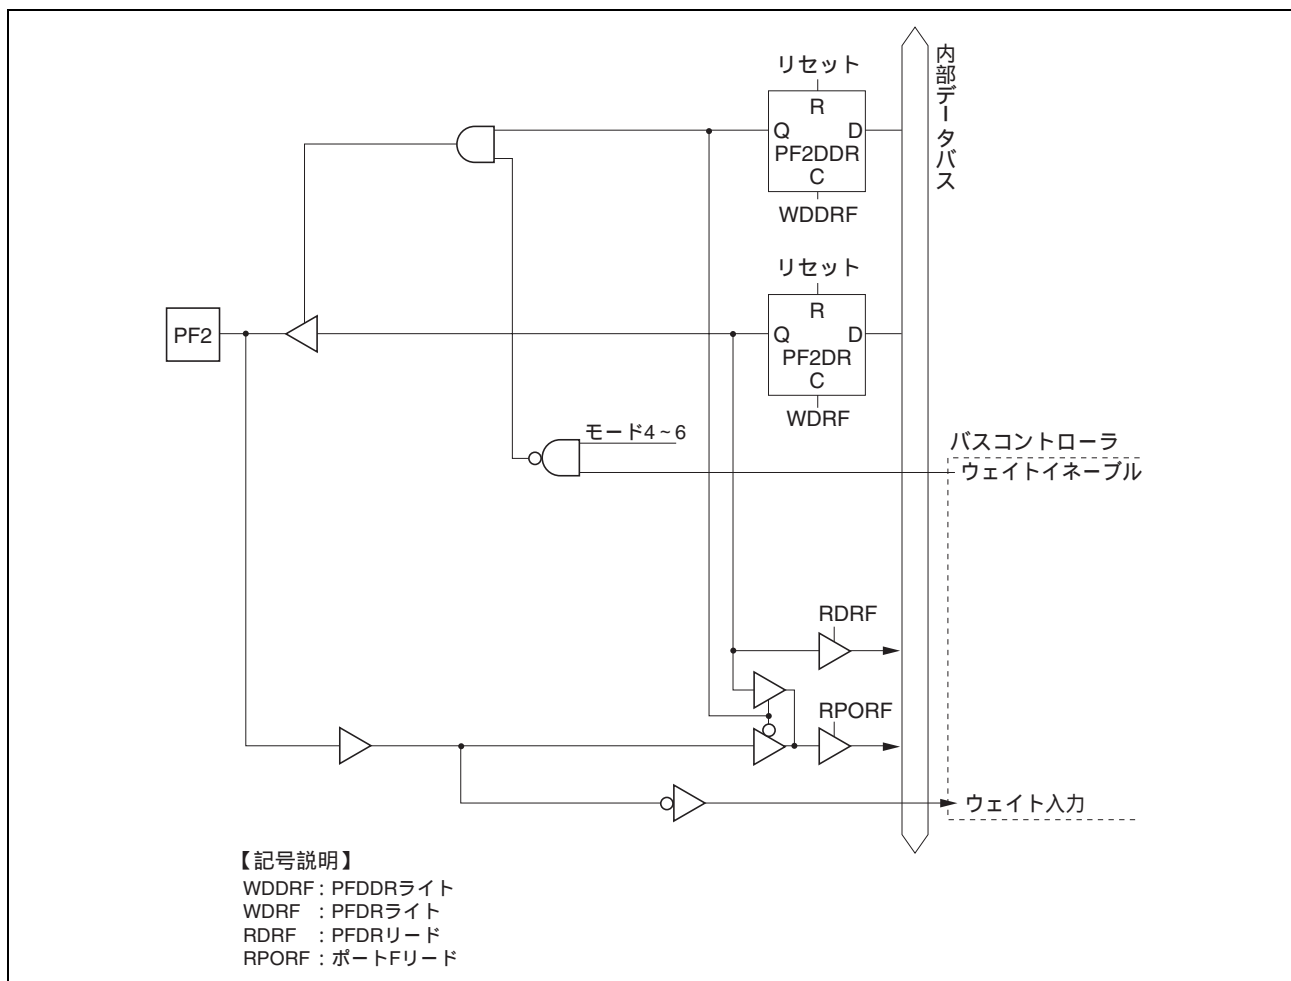 リセット
R
Q D
PF2DDR
C
WDDRF
内部データバス
リセット
R
Q D
PF2DR
C
WDRF
PF2
モード4~6
バスコントローラ
ウェイトイネーブル
RDRF
RPORF
ウェイト入力
【記号説明】
WDDRF : PFDDRライト
WDRF : PFDRライト
RDRF : PFDRリード
RPORF : ポートFリード